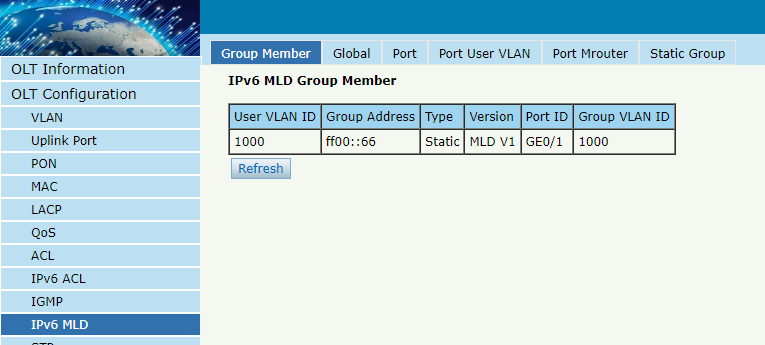 Group Member Global Port Port User VLAN Port Mrouter Static Group
OLT Information
OLT Configuration
VLAN
Uplink Port
PON
MAC
LACP
QoS
ACL
IPv6 ACL
IGMP
IPv6 MLD
IPv6 MLD Group Member
User VLAN ID Group Address Type Version Port ID Group VLAN ID
1000 ff00::66 Static MLD V1 GE0/1 1000
Refresh